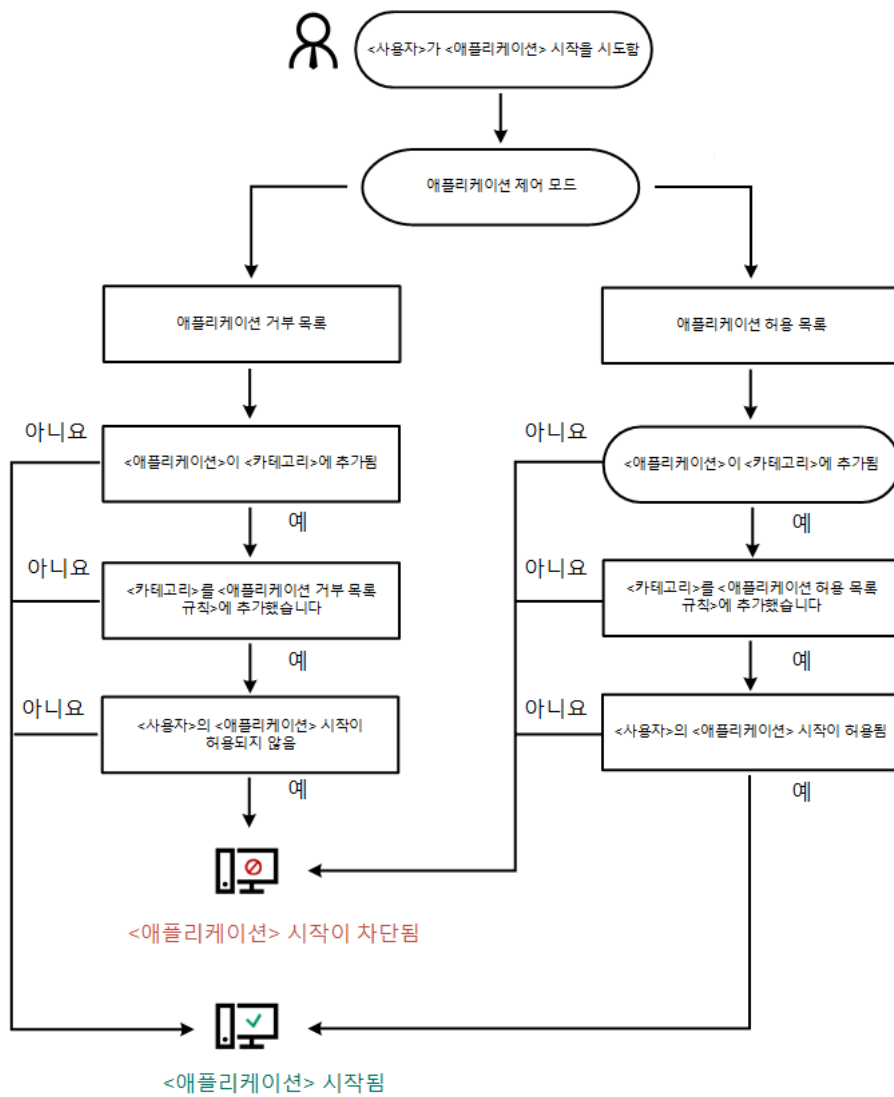 <사용자>가 <애플리케이션> 시작을 시도함
애플리케이션 제어 모드
애플리케이션 거부 목록
애플리케이션 허용 목록
아니요
<애플리케이션>이 <카테고리>에 추가됨
예
아니요
<애플리케이션>이 <카테고리>에 추가됨
예
아니요
<카테고리>를 <애플리케이션 거부 목록
규칙>에 추가했습니다
예
아니요
<카테고리>를 <애플리케이션 허용 목록
규칙>에 추가했습니다
예
아니요
<사용자>의 <애플리케이션> 시작이
허용되지 않음
예
아니요
<사용자>의 <애플리케이션> 시작이 허용됨
예
<애플리케이션> 시작이 차단됨
<애플리케이션> 시작됨